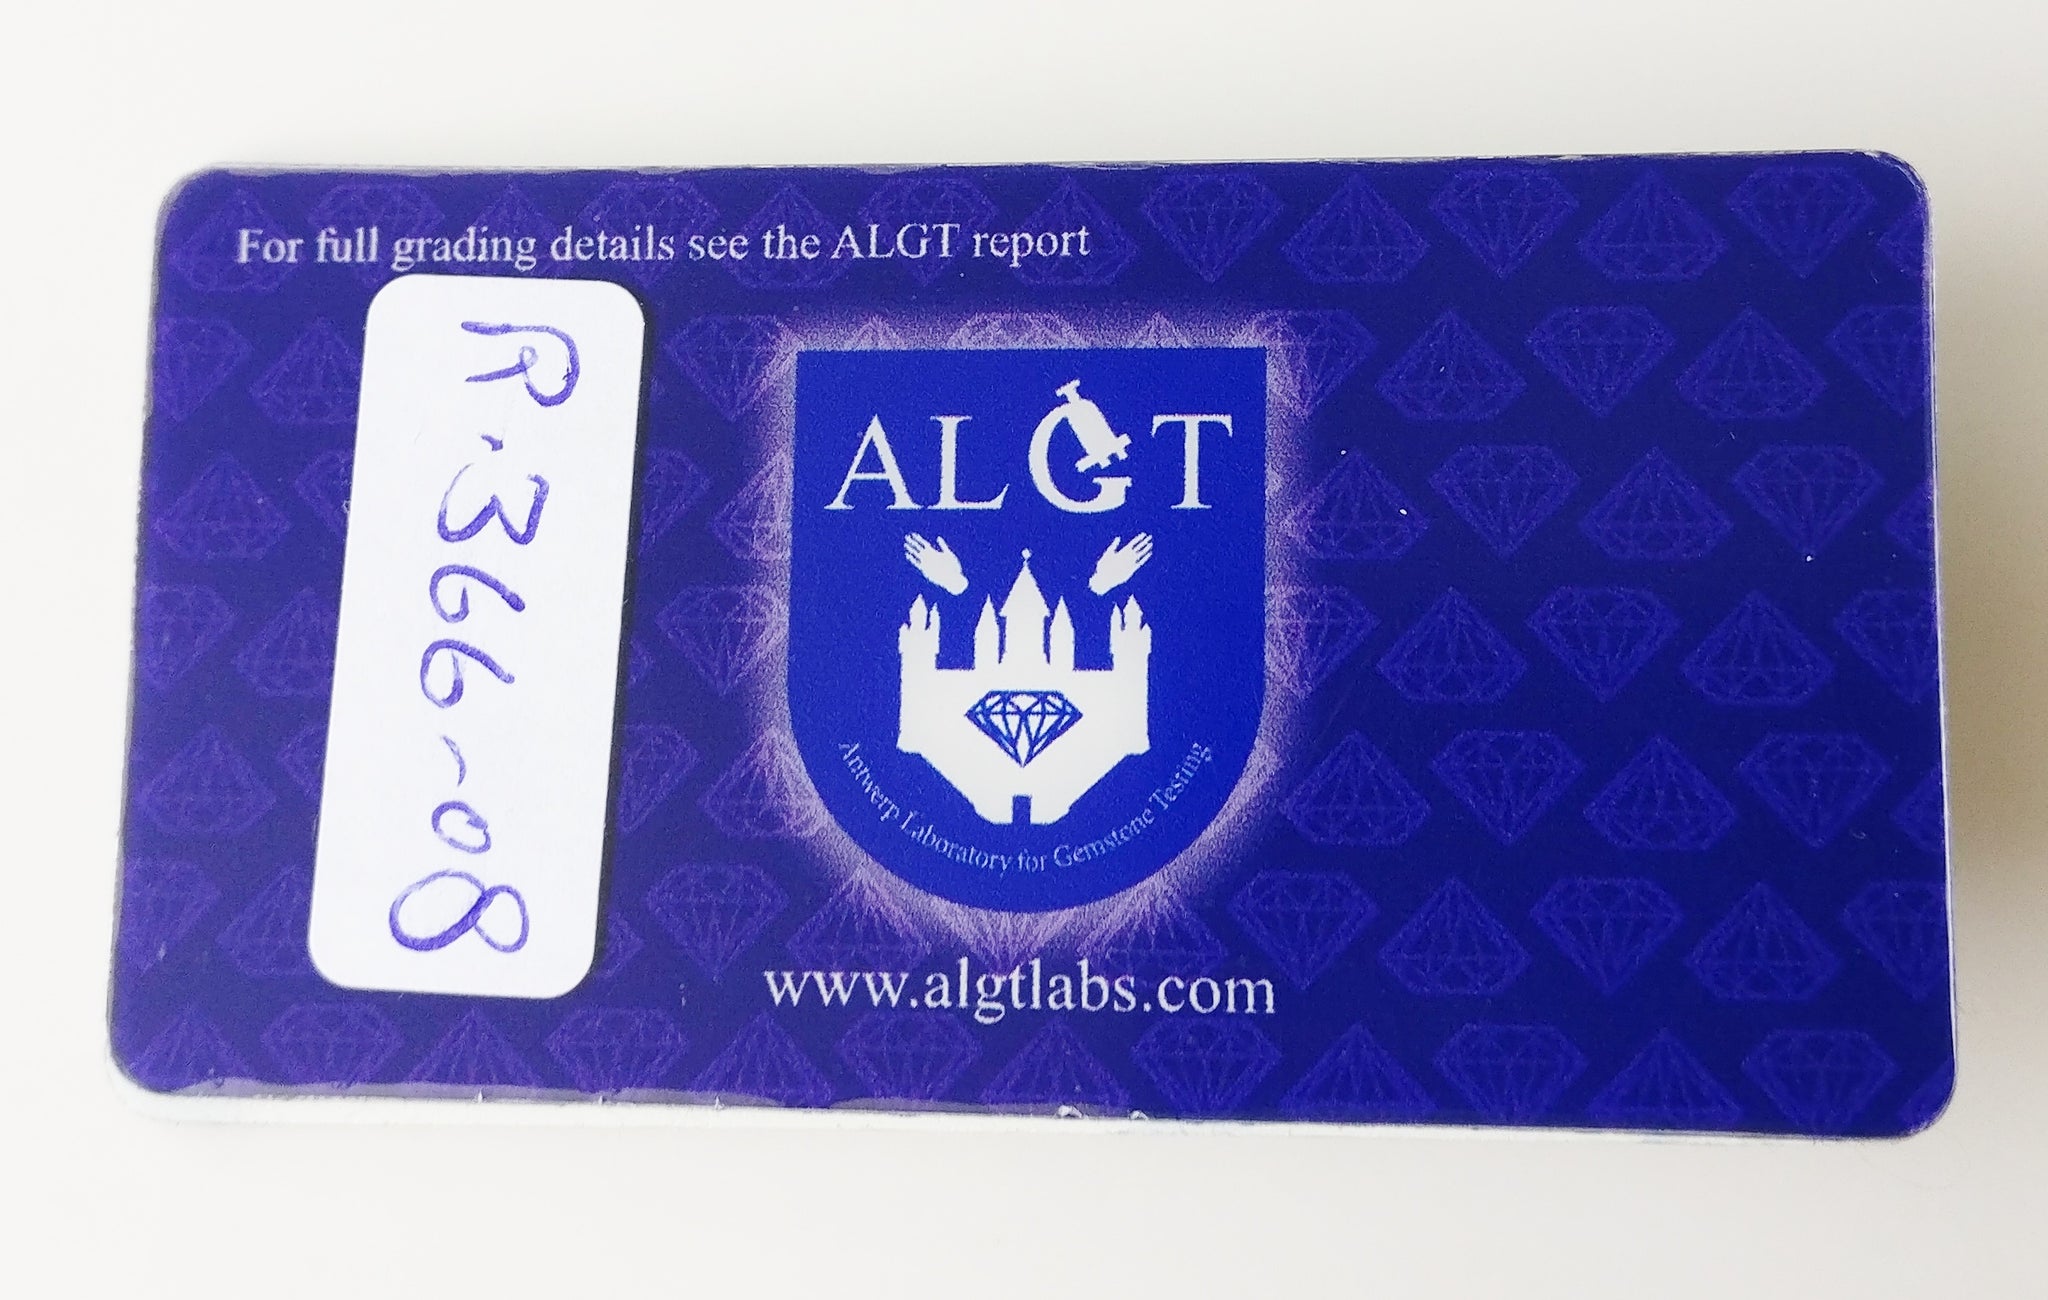 For full grading details see the ALGT report
R.366-08
ALGT
Antwerp Laboratory for Gemstone Testing
www.algtlabs.com